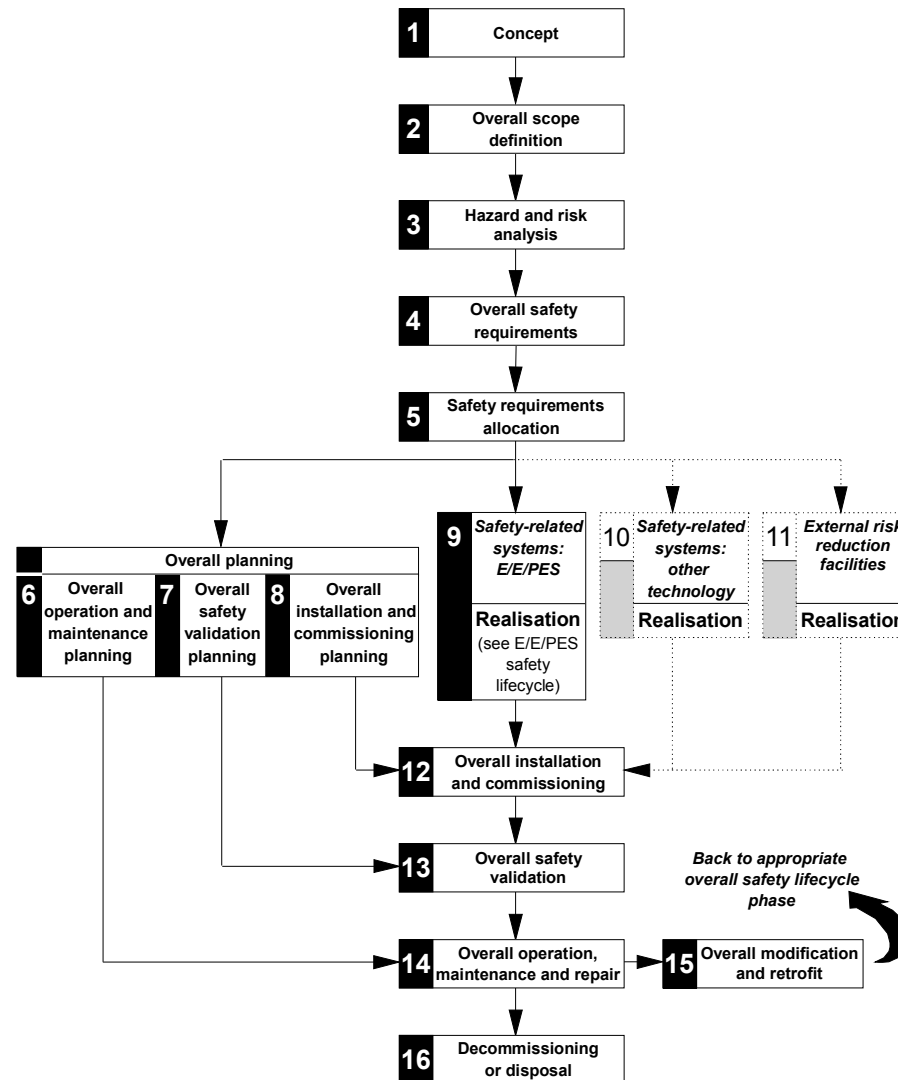 1
Concept
2
Overall scope
definition
3
Hazard and risk
analysis
4
Overall safety
requirements
5
Safety requirements
allocation
Overall planning
6
Overall
operation and
maintenance
planning
7
Overall
safety
validation
planning
8
Overall
installation and
commissioning
planning
9
Safety-related
systems:
E/E/PES
Realisation
(see E/E/PES
safety
lifecycle)
10
Safety-related
systems:
other
technology
Realisation
11
External risk
reduction
facilities
Realisation
12
Overall installation
and commissioning
13
Overall safety
validation
Back to appropriate
overall safety lifecycle
phase
14
Overall operation,
maintenance and repair
15
Overall modification
and retrofit
16
Decommissioning
or disposal